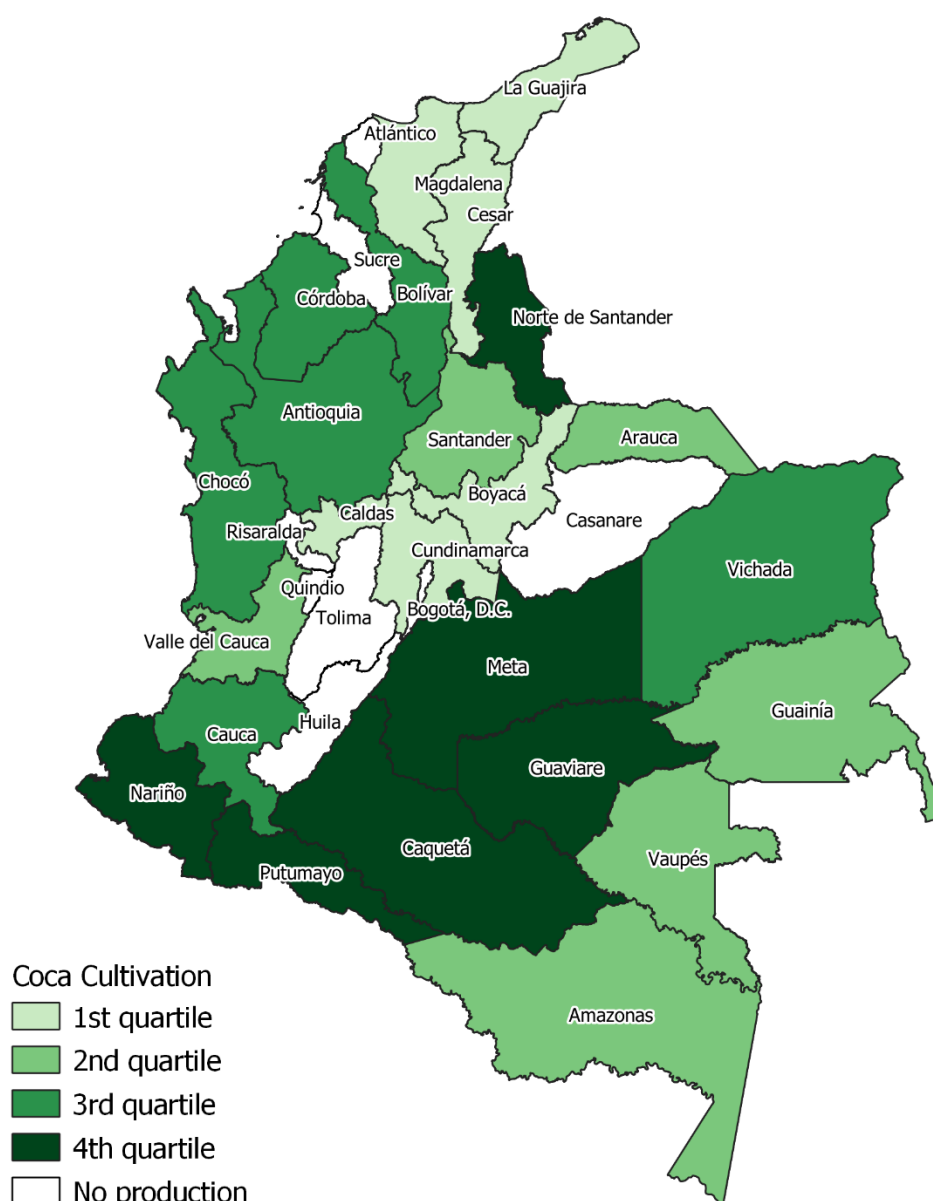 La Guajira
Atlántico
Magdalena
Cesar
Sucre
Bolívar
Córdoba
Norte de Santander
Antioquia
Santander
Arauca
Chocó
Boyacá
Caldas
Casanare
Risaralda
Cundinamarca
Vichada
Quindio
Bogotá, D.C.
Tolima
Valle del Cauca
Meta
Guainía
Huila
Cauca
Guaviare
Nariño
Caquetá
Vaupés
Putumayo
Amazonas
Coca Cultivation
1st quartile
2nd quartile
3rd quartile
4th quartile
No production